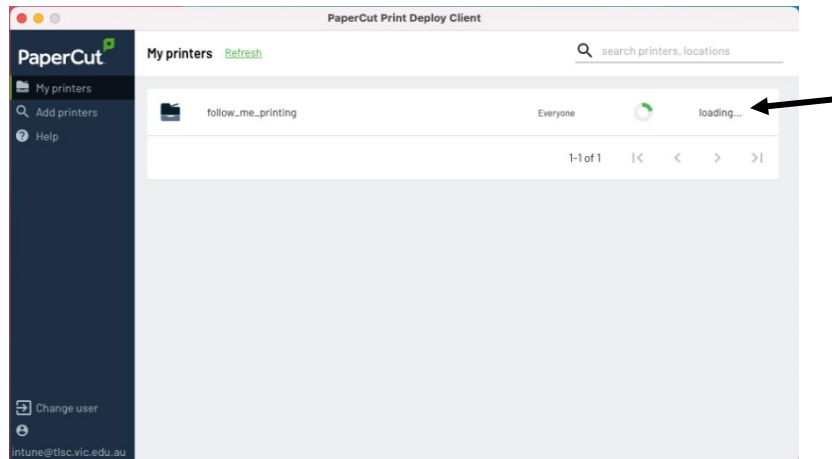 PaperCut Print Deploy Client
PaperCut
My printers
Add printers
Help
Change user
intune@tlsc.vic.edu.au
My printers Refresh
search printers, locations
follow_me_printing Everyone loading...
1-1 of 1